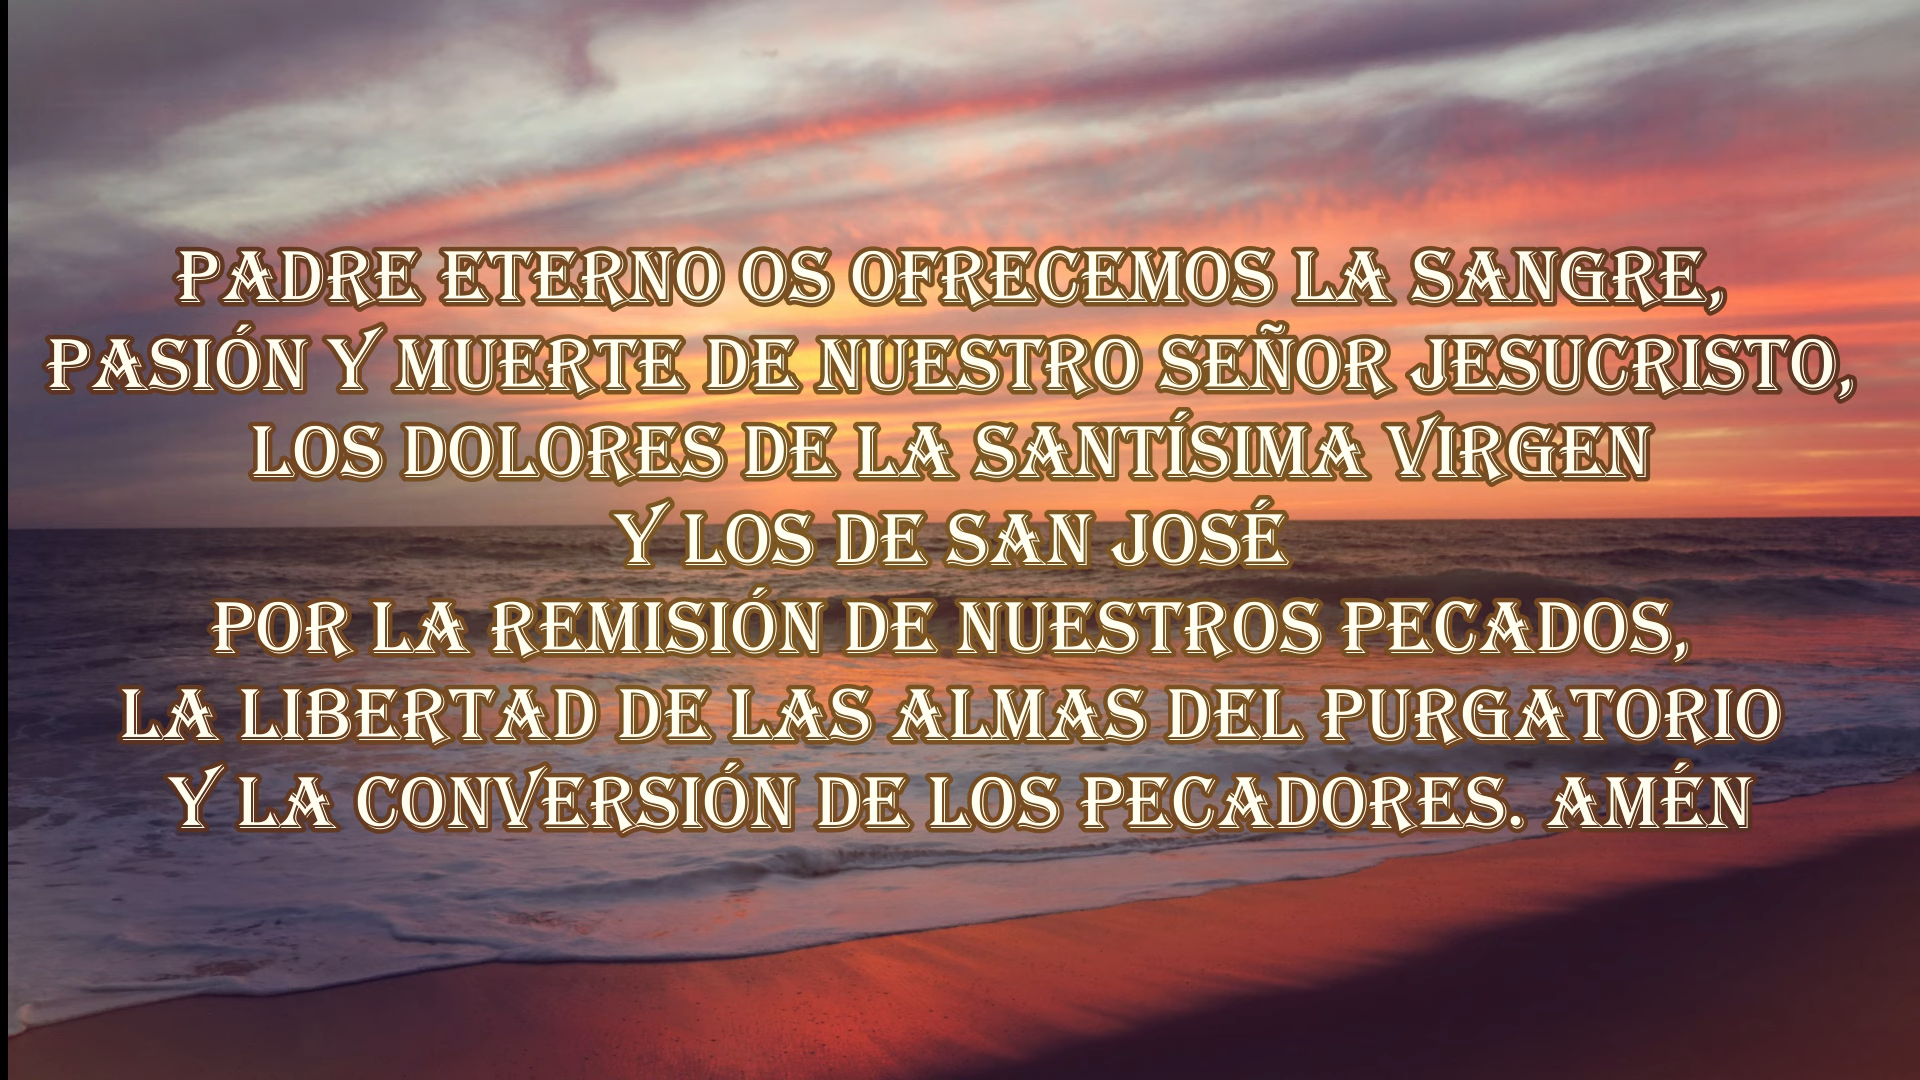 PADRE ETERNO OS OFRECEMOS LA SANGRE,
PASIÓN Y MUERTE DE NUESTRO SEÑOR JESUCRISTO,
LOS DOLORES DE LA SANTÍSIMA VIRGEN
Y LOS DE SAN JOSÉ
POR LA REMISIÓN DE NUESTROS PECADOS,
LA LIBERTAD DE LAS ALMAS DEL PURGATORIO
Y LA CONVERSIÓN DE LOS PECADORES. AMÉN